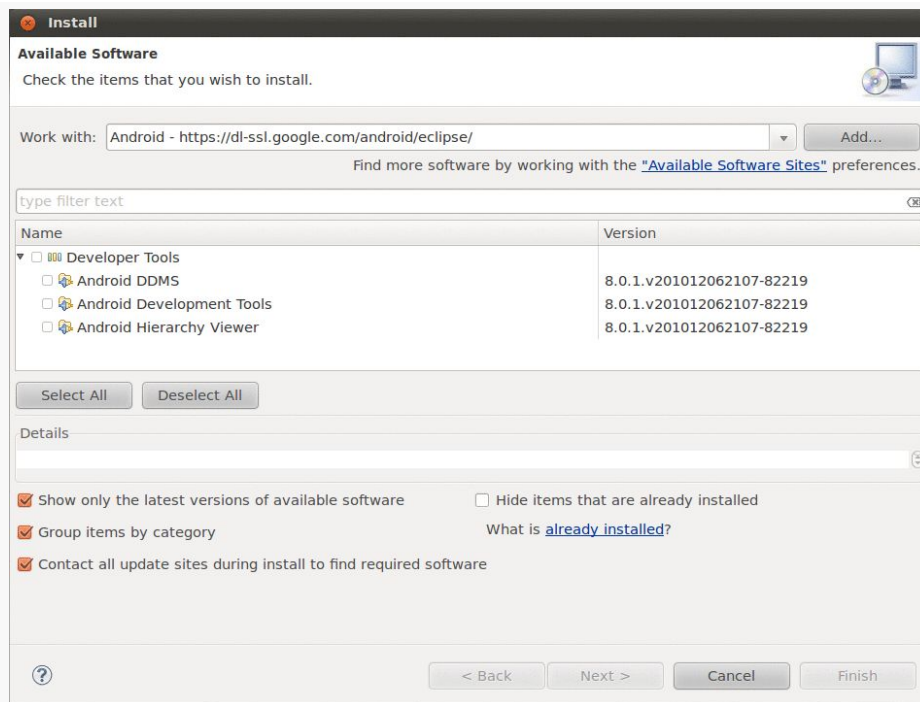 Install
Available Software
Check the items that you wish to install.
Work with: Android - https://dl-ssl.google.com/android/eclipse/ Add...
Find more software by working with the "Available Software Sites" preferences.
type filter text
Name Version
Developer Tools
Android DDMS 8.0.1.v201012062107-82219
Android Development Tools 8.0.1.v201012062107-82219
Android Hierarchy Viewer 8.0.1.v201012062107-82219
Select All Deselect All
Details
Show only the latest versions of available software Hide items that are already installed
Group items by category What is already installed?
Contact all update sites during install to find required software
? < Back Next > Cancel Finish